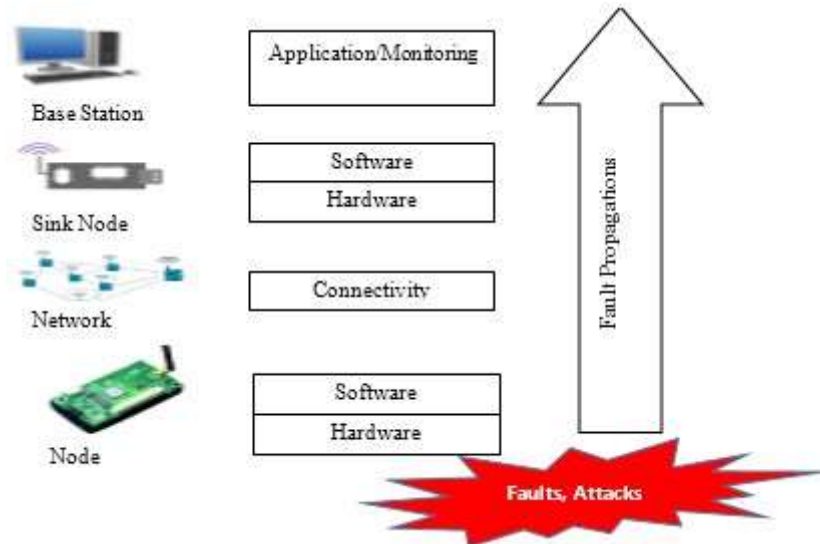 Application/Monitoring
Base Station
Software
Hardware
Sink Node
Connectivity
Network
Software
Hardware
Node
Fault Propagations
Faults, Attacks